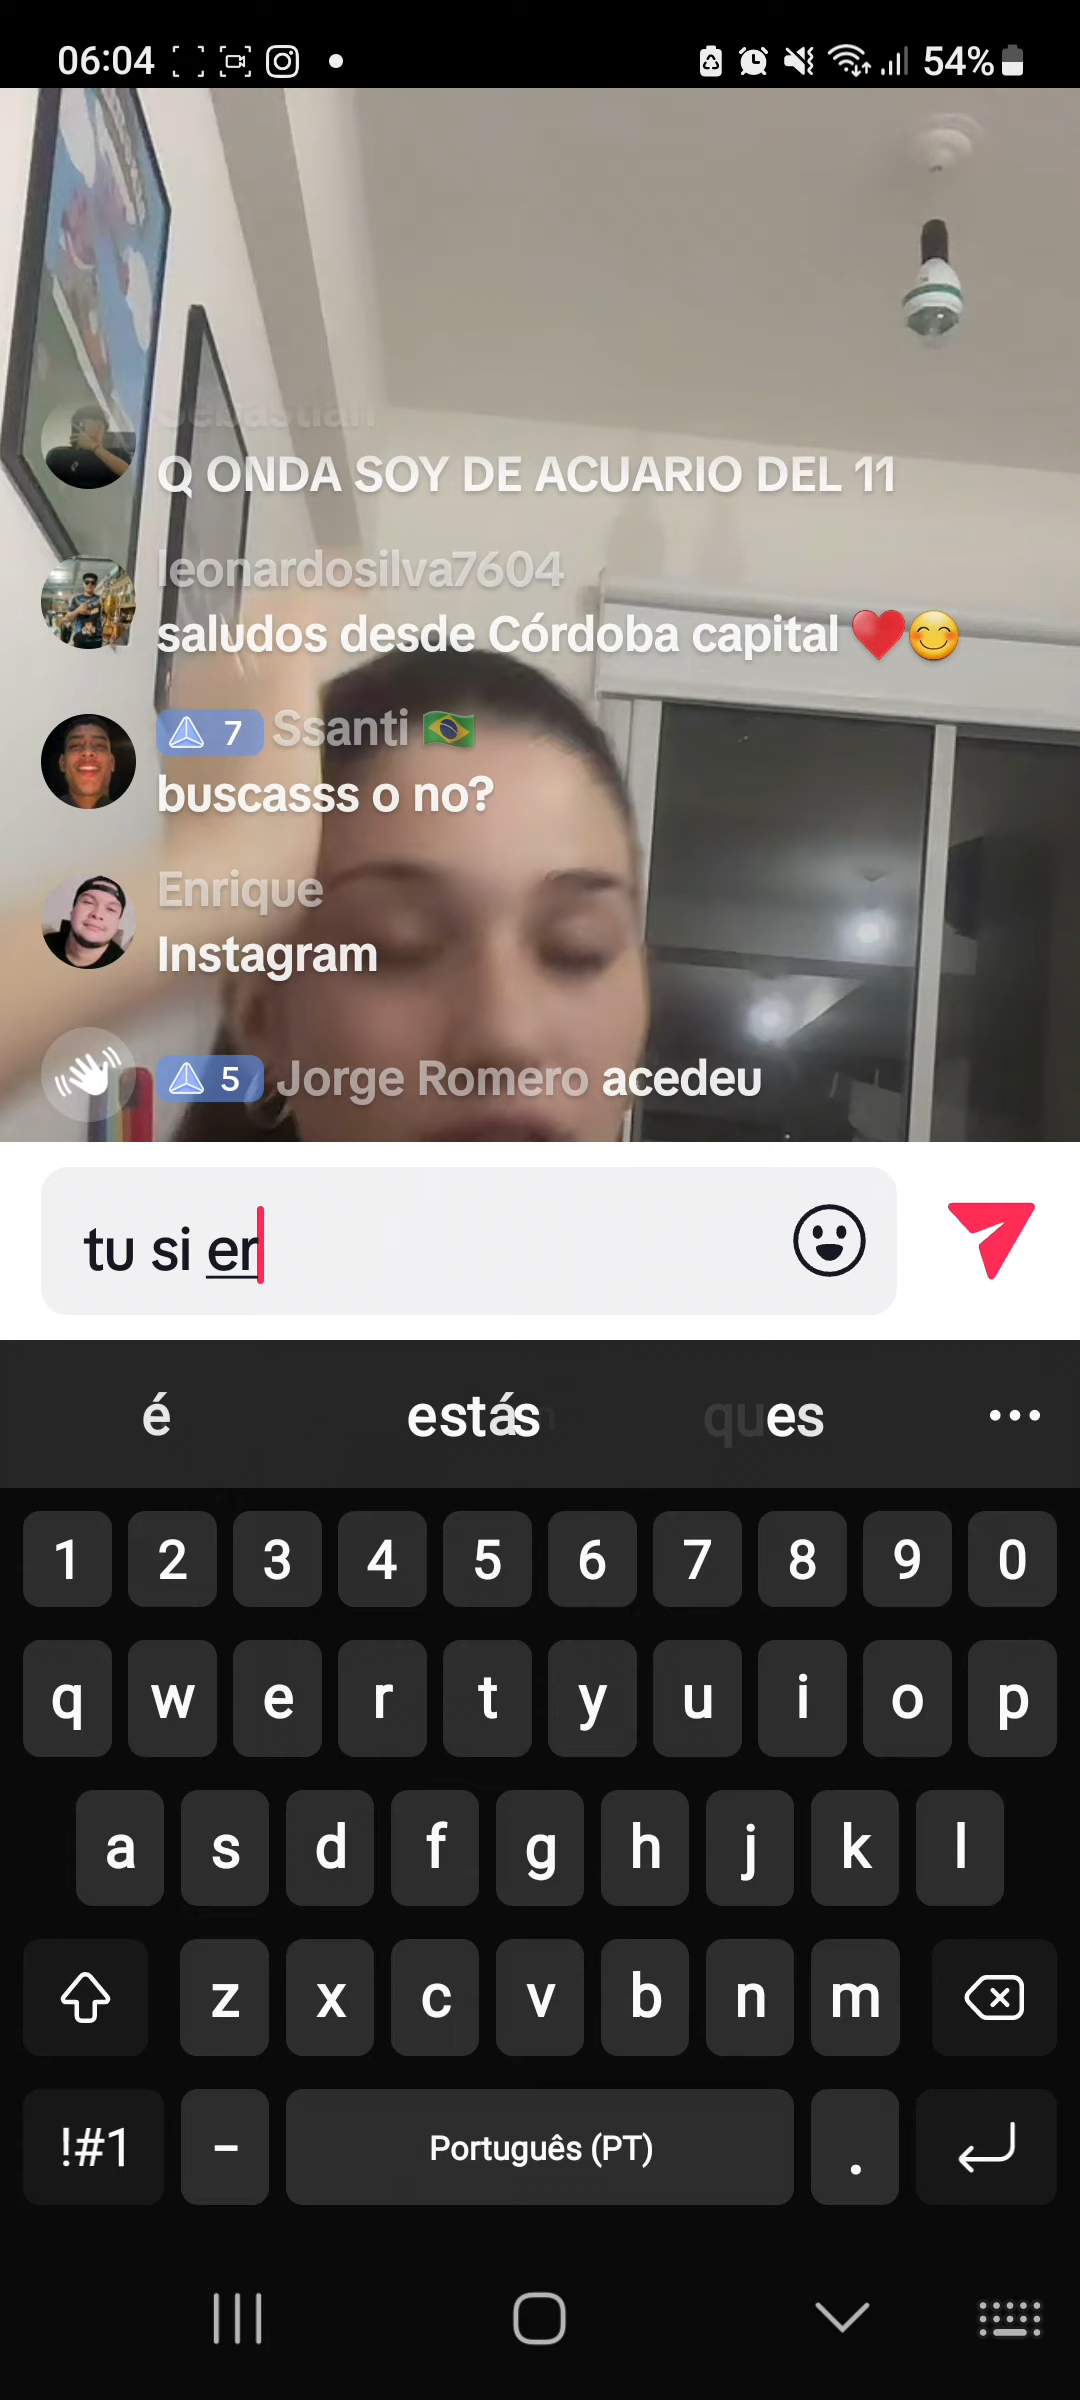 06:04
54%
Sebastian
Q ONDA SOY DE ACUARIO DEL 11
leonardosilva7604
saludos desde Córdoba capital ❤️😊
7 Ssanti 🇧🇷
buscasss o no?
Enrique
Instagram
5 Jorge Romero acedeu
tu si er
é estás ques
1 2 3 4 5 6 7 8 9 0
q w e r t y u i o p
a s d f g h j k l
z x c v b n m
!#1 - Português (PT) .